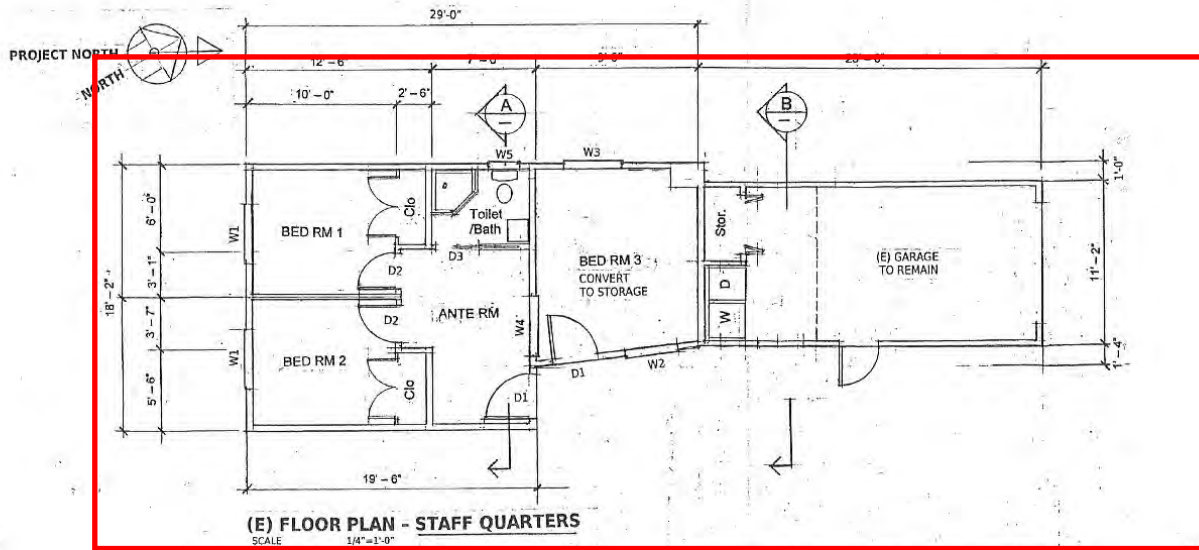 29'-0"
PROJECT NORTH
NORTH
12'-6"
7'-0"
10'-0"
2'-6"
A
B
W5
W3
1'-0"
6'-0"
W1
BED RM 1
Clo
Toilet
/Bath
Stor.
D3
D2
BED RM 3
CONVERT
TO STORAGE
(E) GARAGE
TO REMAIN
11'-2"
3'-1"
18'-2"
D
W
ANTE RM
W4
3'-7"
D2
W1
BED RM 2
Clo
D1
W2
D1
1'-4"
5'-6"
19'-6"
(E) FLOOR PLAN - STAFF QUARTERS
SCALE 1/4"=1'-0"